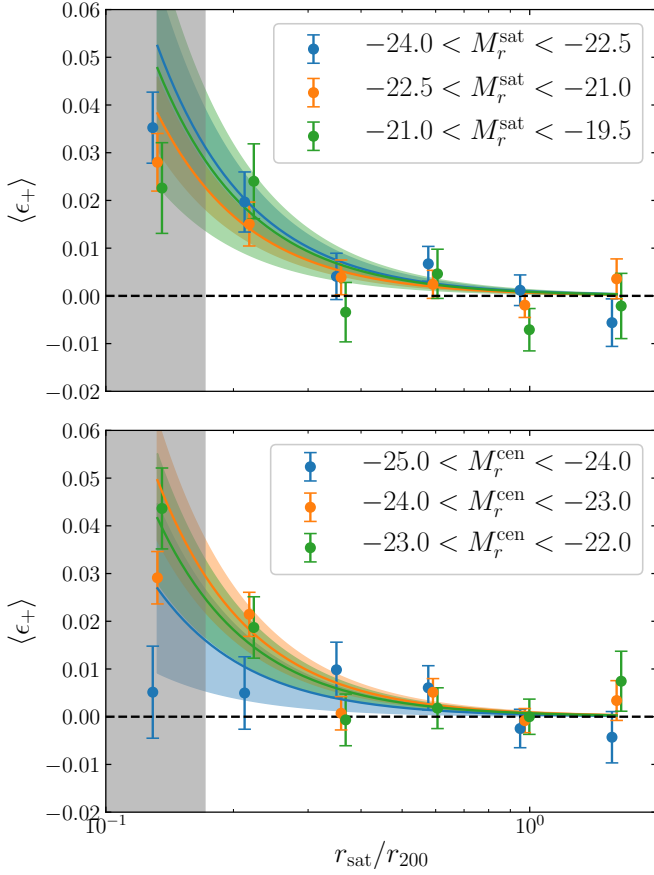 0.06
0.05
0.04
0.03
0.02
0.01
0.00
−0.01
−0.02
⟨ϵ₊⟩
−24.0 < M_r^sat < −22.5
−22.5 < M_r^sat < −21.0
−21.0 < M_r^sat < −19.5
0.06
0.05
0.04
0.03
0.02
0.01
0.00
−0.01
−0.02
⟨ϵ₊⟩
−25.0 < M_r^cen < −24.0
−24.0 < M_r^cen < −23.0
−23.0 < M_r^cen < −22.0
10⁻¹ 10⁰
r_sat/r_200